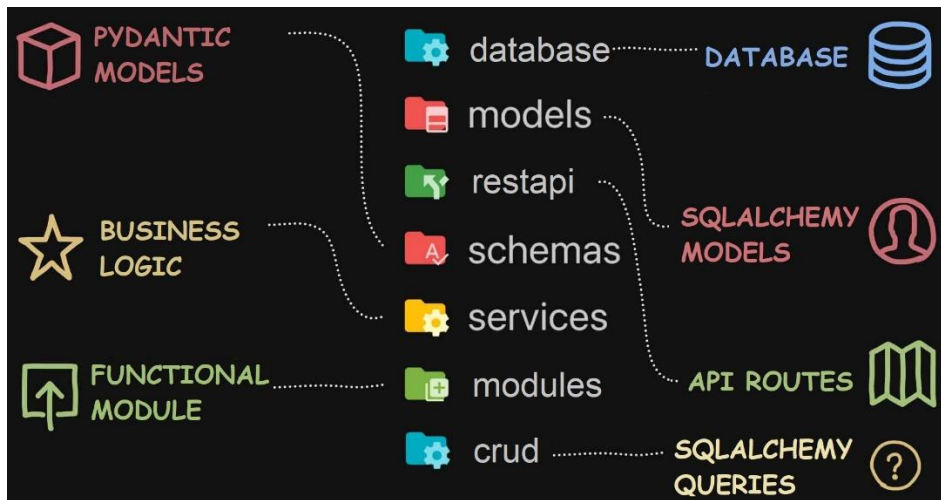 PYDANTIC
MODELS
BUSINESS
LOGIC
FUNCTIONAL
MODULE
database
models
restapi
schemas
services
modules
crud
DATABASE
SQLALCHEMY
MODELS
API ROUTES
SQLALCHEMY
QUERIES